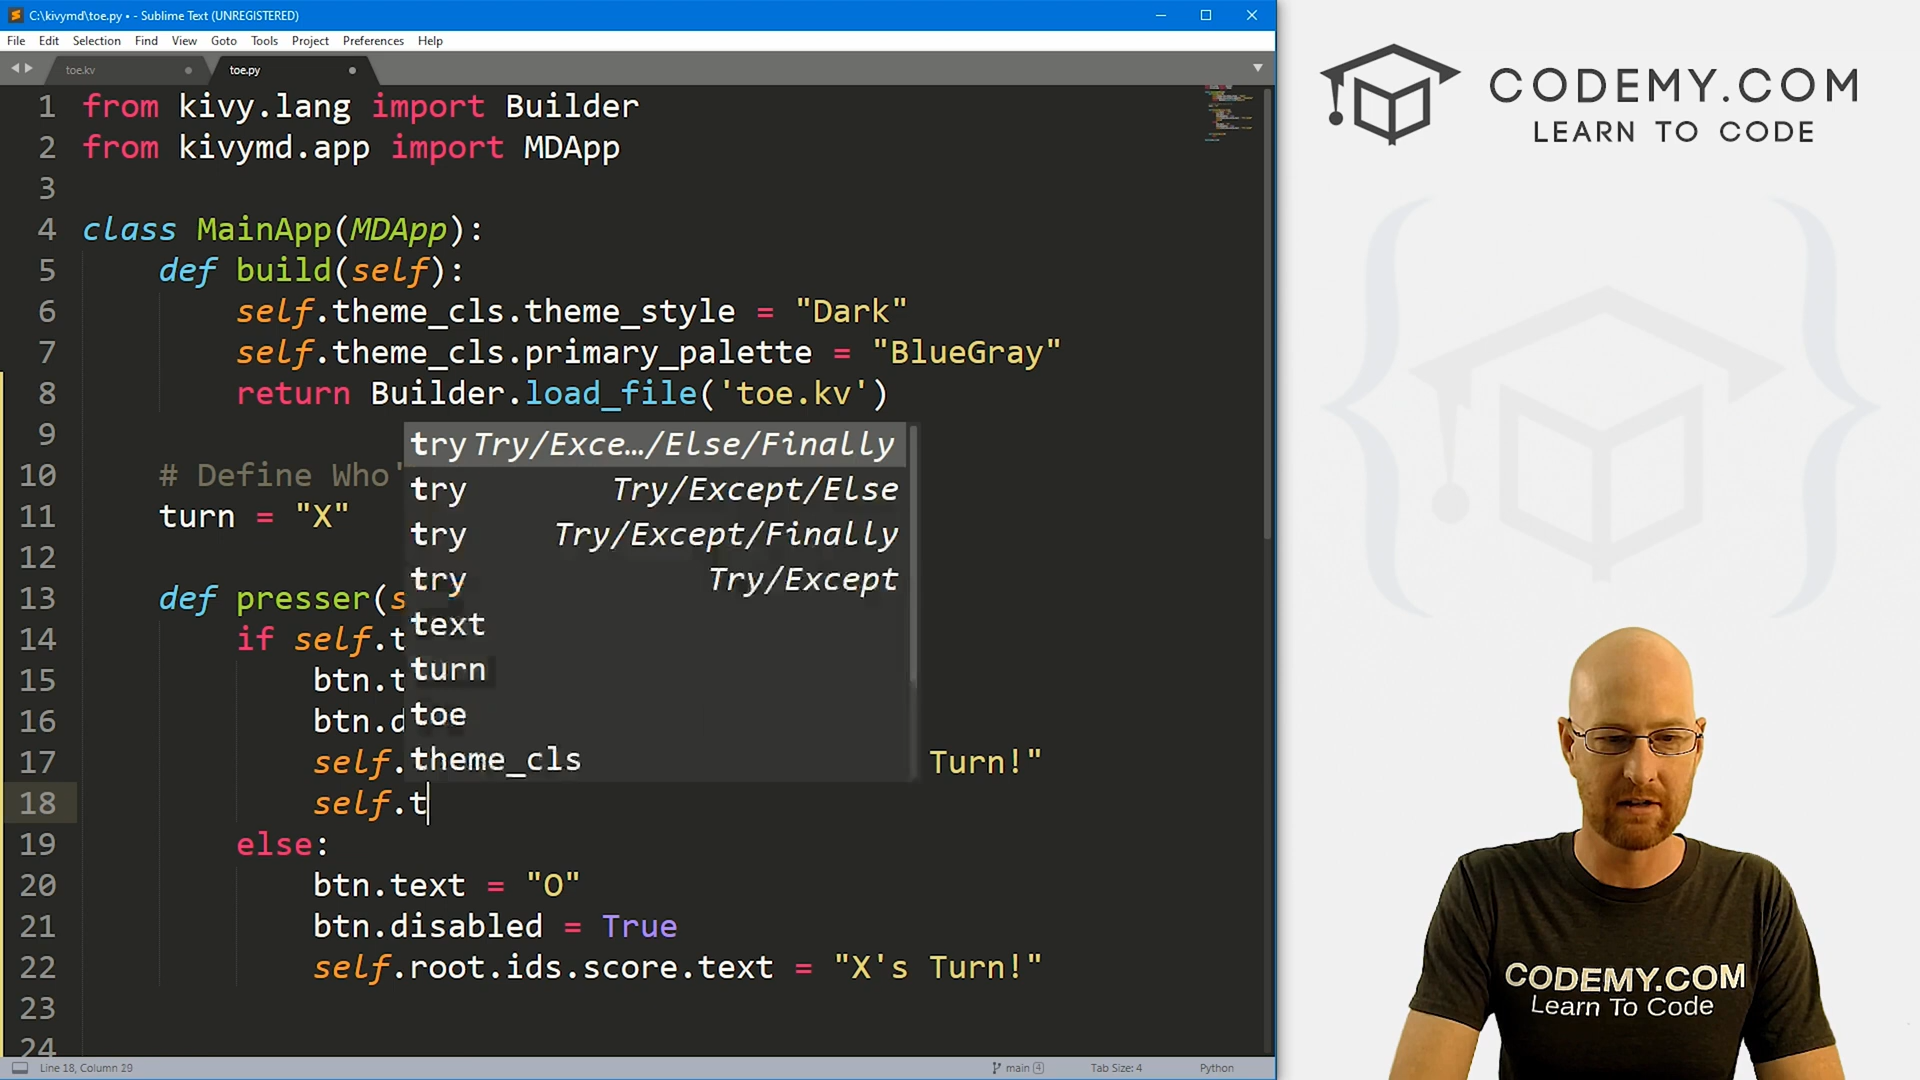 C:\kivymd\toe.py • - Sublime Text (UNREGISTERED)
File Edit Selection Find View Goto Tools Project Preferences Help
toe.kv toe.py
1 from kivy.lang import Builder
2 from kivymd.app import MDApp
3
4 class MainApp(MDApp):
5 def build(self):
6 self.theme_cls.theme_style = "Dark"
7 self.theme_cls.primary_palette = "BlueGray"
8 return Builder.load_file('toe.kv')
9
10 # Define Who'
11 turn = "X"
12
13 def presser(s
14 if self.t
15 btn.t
16 btn.d
17 self. Turn!"
18 self.t
19 else:
20 btn.text = "O"
21 btn.disabled = True
22 self.root.ids.score.text = "X's Turn!"
23
24
try Try/Exce…/Else/Finally
try Try/Except/Else
try Try/Except/Finally
try Try/Except
text
turn
toe
theme_cls
Line 18, Column 29 main 4 Tab Size: 4 Python
CODEMY.COM
LEARN TO CODE
CODEMY.COM
Learn To Code